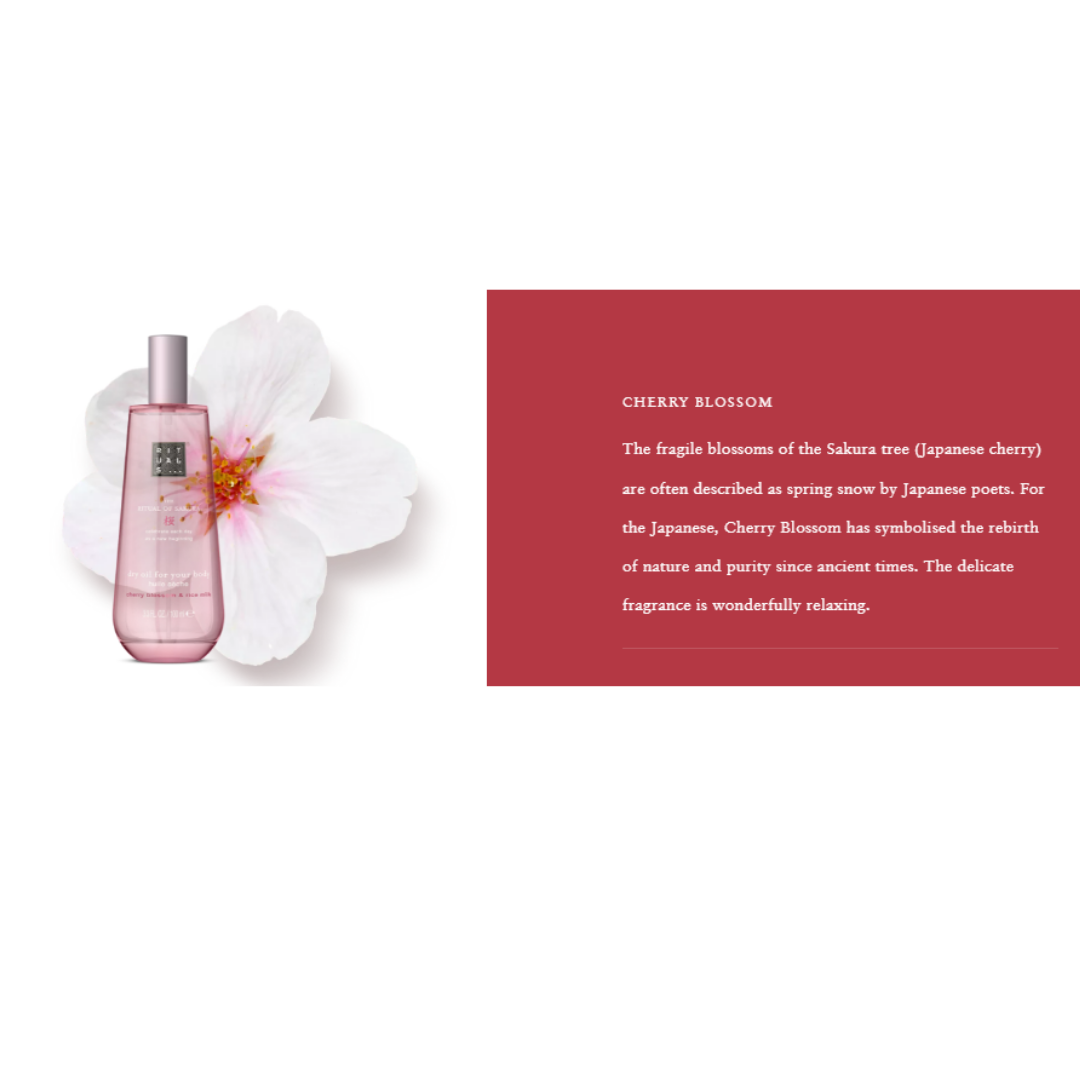 RIT
UAL
S...
THE
RITUAL OF SAKURA
桜
dry oil for your body
huile sèche
cherry blossom & rice milk
CHERRY BLOSSOM
The fragile blossoms of the Sakura tree (Japanese cherry)
are often described as spring snow by Japanese poets. For
the Japanese, Cherry Blossom has symbolised the rebirth
of nature and purity since ancient times. The delicate
fragrance is wonderfully relaxing.